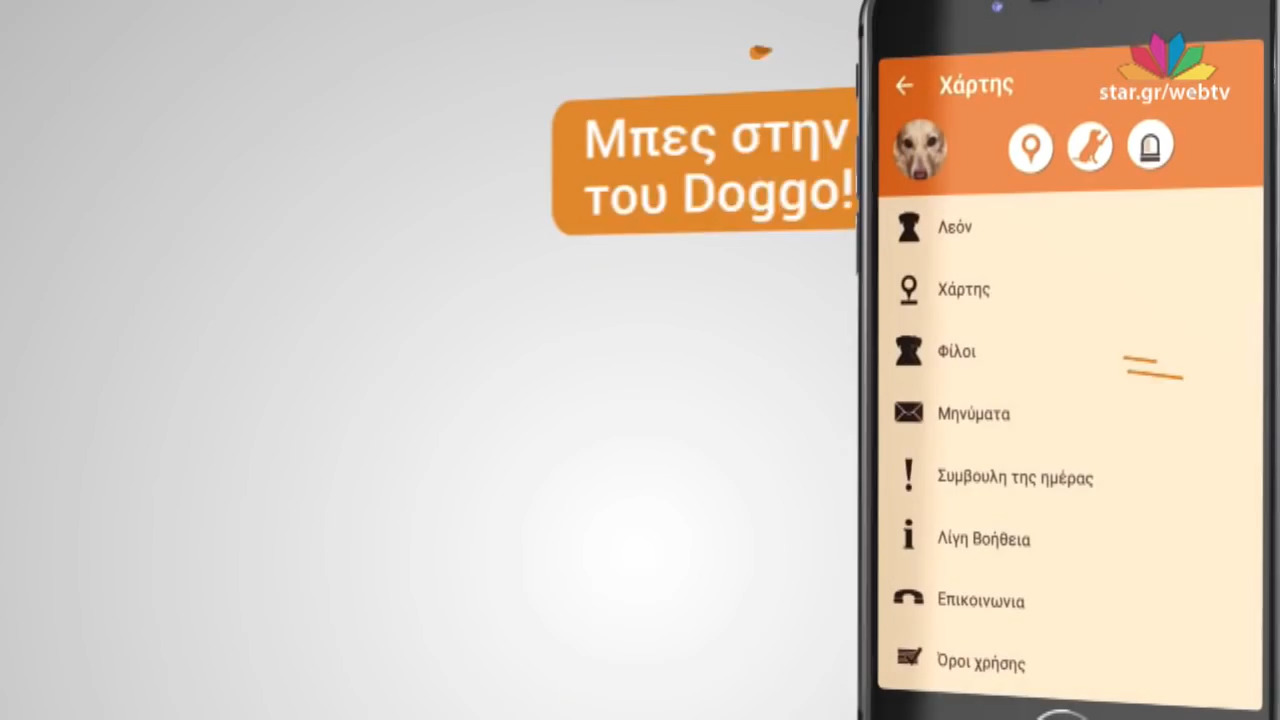 Μπες στην
του Doggo!
Χάρτης
star.gr/webtv
Λεόν
Χάρτης
Φίλοι
Μηνύματα
Συμβουλη της ημέρας
Λίγη Βοήθεια
Επικοινωνια
Όροι χρήσης